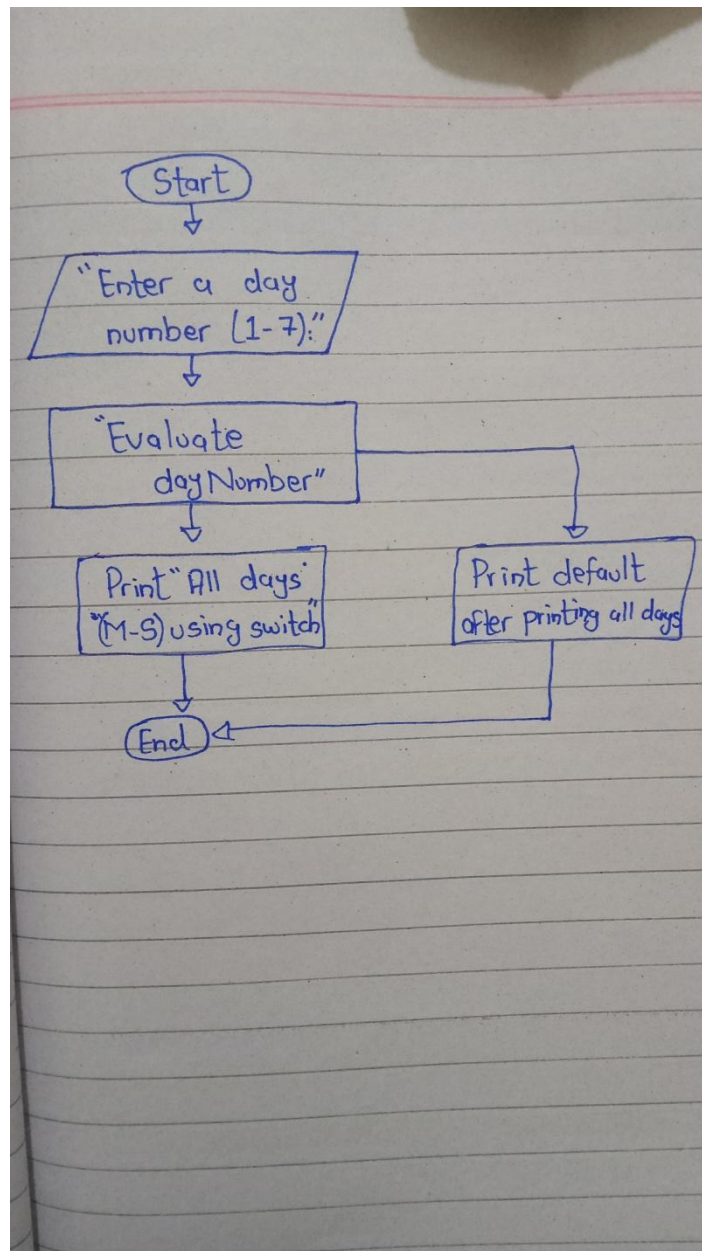 Start
"Enter a day
number (1-7):"
"Evaluate
dayNumber"
Print "All days"
"(M-S) using switch"
Print default
after printing all days
End